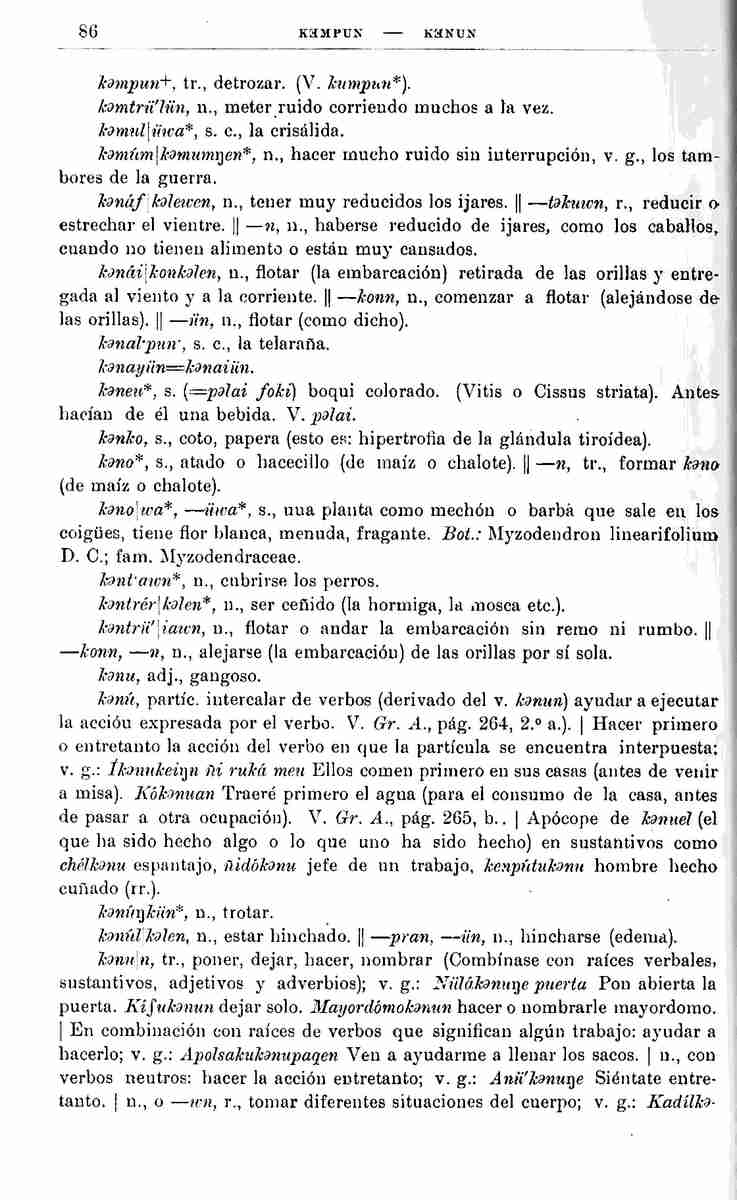 86 KƎMPUN — KƎNUN
kəmpun+, tr., detrozar. (V. kumpun*).
kəmtrü'lün, n., meter ruido corriendo muchos a la vez.
kəmul|üwa*, s. c., la crisálida.
kəmúm|kəmumŋen*, n., hacer mucho ruido sin interrupción, v. g., los tam-
bores de la guerra.
kənáf|kəlewen, n., tener muy reducidos los ijares. || —təkuwn, r., reducir o
estrechar el vientre. || —n, n., haberse reducido de ijares, como los caballos,
cuando no tienen alimento o están muy cansados.
kənái|konkəlen, n., flotar (la embarcación) retirada de las orillas y entre-
gada al viento y a la corriente. || —konn, n., comenzar a flotar (alejándose de
las orillas). || —ün, n., flotar (como dicho).
kənal·pun·, s. c., la telaraña.
kənayün=kənaiün.
kəneu*, s. (=pəlai foki) boqui colorado. (Vitis o Cissus striata). Antes
hacían de él una bebida. V. pəlai.
kənko, s., coto, papera (esto es: hipertrofia de la glándula tiroídea).
kəno*, s., atado o hacecillo (de maíz o chalote). || —n, tr., formar kəno
(de maíz o chalote).
kəno|wa*, —üwa*, s., una planta como mechón o barba que sale en los
coigües, tiene flor blanca, menuda, fragante. Bot.: Myzodendron linearifolium
D. C.; fam. Myzodendraceae.
kənt·awn*, n., cubrirse los perros.
kəntrér|kəlen*, n., ser ceñido (la hormiga, la mosca etc.).
kəntrü'|iawn, n., flotar o andar la embarcación sin remo ni rumbo. ||
—konn, —n, n., alejarse (la embarcación) de las orillas por sí sola.
kənu, adj., gangoso.
kənú, partíc. intercalar de verbos (derivado del v. kənun) ayudar a ejecutar
la acción expresada por el verbo. V. Gr. A., pág. 264, 2.º a.). | Hacer primero
o entretanto la acción del verbo en que la partícula se encuentra interpuesta;
v. g.: Íkənukeiŋn ñi ruká meu Ellos comen primero en sus casas (antes de venir
a misa). Kókənuan Traeré primero el agua (para el consumo de la casa, antes
de pasar a otra ocupación). V. Gr. A., pág. 265, b.. | Apócope de kənuel (el
que ha sido hecho algo o lo que uno ha sido hecho) en sustantivos como
chélkənu espantajo, ñidókənu jefe de un trabajo, keŋpútukənu hombre hecho
cuñado (rr.).
kənúŋkün*, n., trotar.
kənúl|kəlen, n., estar hinchado. || —pran, —ün, n., hincharse (edema).
kənu|n, tr., poner, dejar, hacer, nombrar (Combínase con raíces verbales,
sustantivos, adjetivos y adverbios); v. g.: Nülákənuŋe puerta Pon abierta la
puerta. Kífukənun dejar solo. Mayordómokənun hacer o nombrarle mayordomo.
| En combinación con raíces de verbos que significan algún trabajo: ayudar a
hacerlo; v. g.: Apolsakukənupaqen Ven a ayudarme a llenar los sacos. | n., con
verbos neutros: hacer la acción entretanto; v. g.: Anü'kənuŋe Siéntate entre-
tanto. | n., o —wn, r., tomar diferentes situaciones del cuerpo; v. g.: Kadílkə-